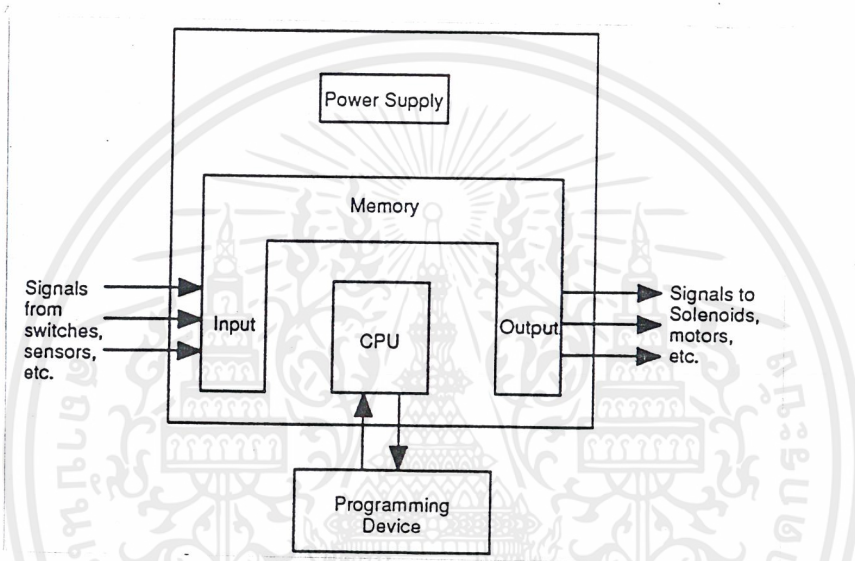 Power Supply
Memory
Signals
from
switches,
sensors,
etc.
Input
CPU
Output
Signals to
Solenoids,
motors,
etc.
Programming
Device